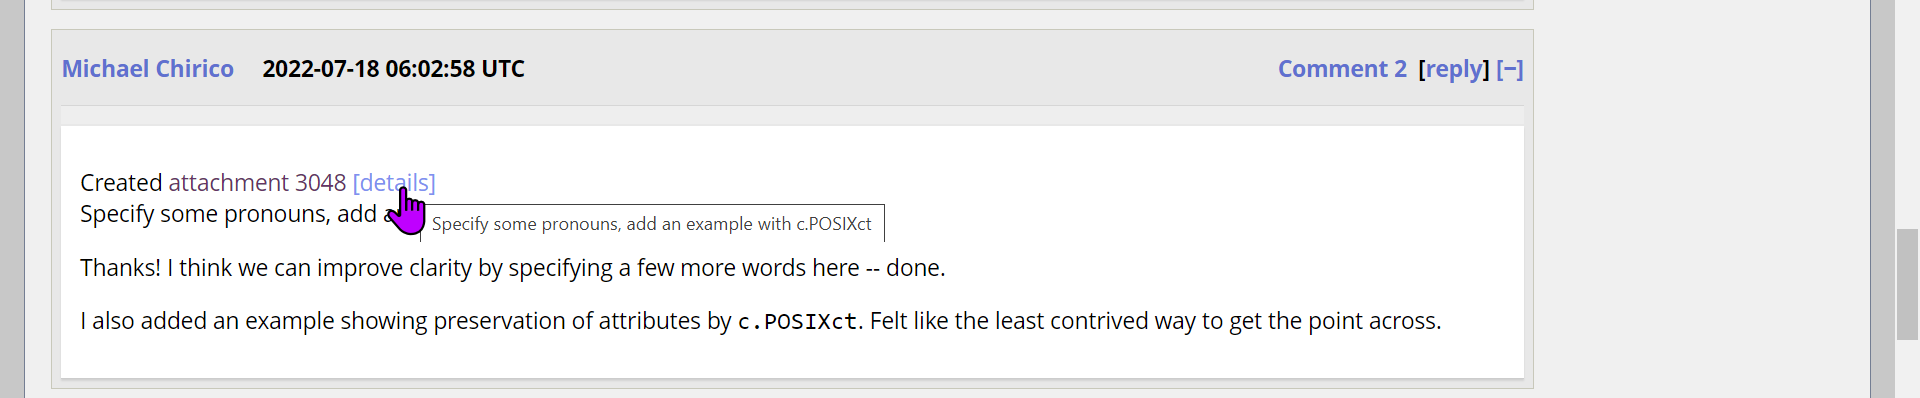 Michael Chirico 2022-07-18 06:02:58 UTC Comment 2 [reply] [−]
Created attachment 3048 [details]
Specify some pronouns, add a
Specify some pronouns, add an example with c.POSIXct
Thanks! I think we can improve clarity by specifying a few more words here -- done.
I also added an example showing preservation of attributes by c.POSIXct. Felt like the least contrived way to get the point across.